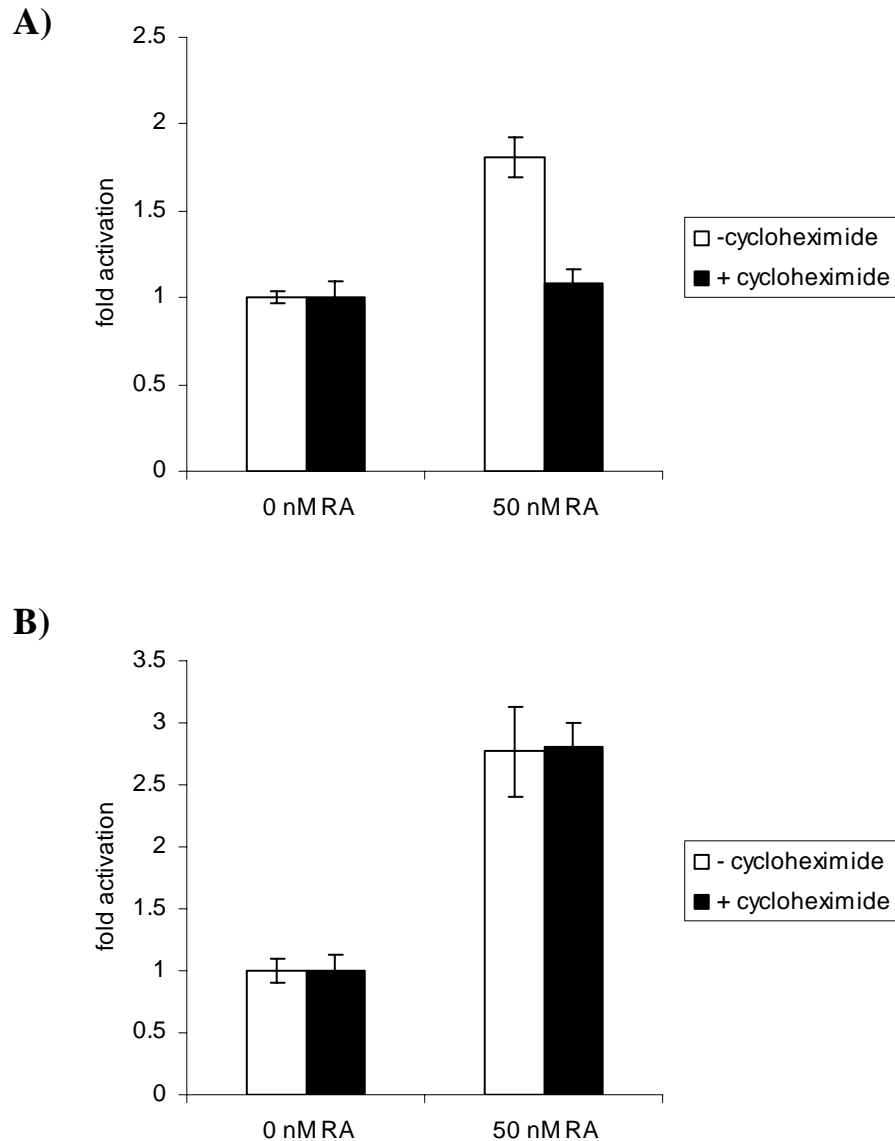 A)
2.5
2
1.5
1
0.5
0
fold activation
0 nM RA
50 nM RA
-cycloheximide
+ cycloheximide
B)
3.5
3
2.5
2
1.5
1
0.5
0
fold activation
0 nM RA
50 nM RA
- cycloheximide
+ cycloheximide